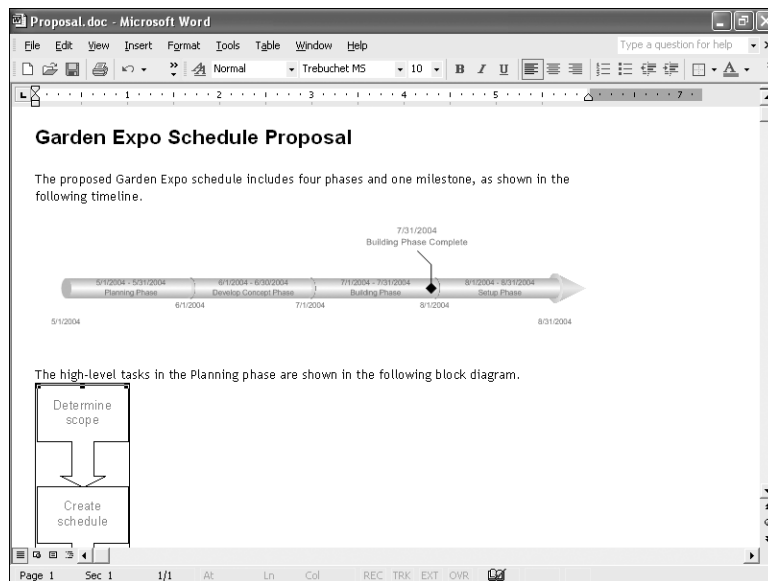 Proposal.doc - Microsoft Word
File Edit View Insert Format Tools Table Window Help
Type a question for help
Normal Trebuchet MS 10 B I U A
1 2 3 4 5 7
Garden Expo Schedule Proposal
The proposed Garden Expo schedule includes four phases and one milestone, as shown in the
following timeline.
7/31/2004
Building Phase Complete
5/1/2004 - 5/31/2004 6/1/2004 - 6/30/2004 7/1/2004 - 7/31/2004 8/1/2004 - 8/31/2004
Planning Phase Develop Concept Phase Building Phase Setup Phase
6/1/2004 7/1/2004 8/1/2004
5/1/2004 8/31/2004
The high-level tasks in the Planning phase are shown in the following block diagram.
Determine
scope
Create
schedule
Page 1 Sec 1 1/1 At Ln Col REC TRK EXT OVR